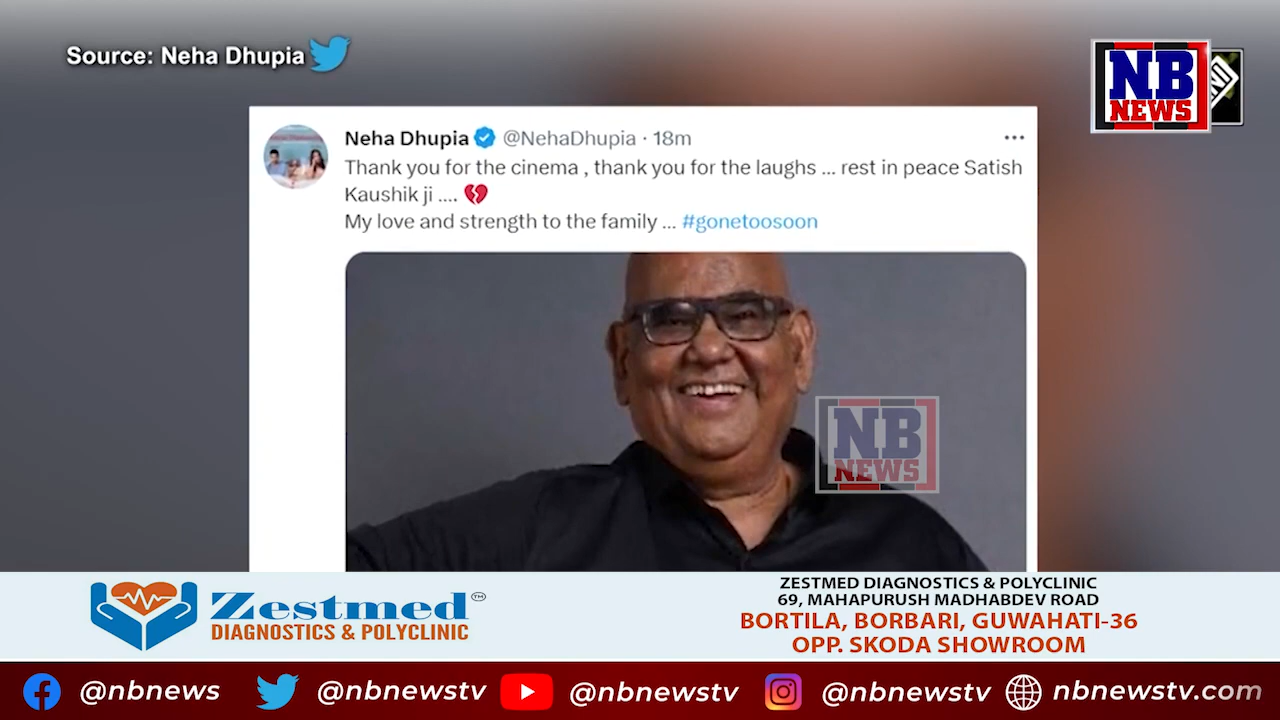 Source: Neha Dhupia
NB
NEWS
Neha Dhupia @NehaDhupia · 18m
Thank you for the cinema , thank you for the laughs ... rest in peace Satish
Kaushik ji .... 💔
My love and strength to the family ... #gonetoosoon
NB
NEWS
Zestmed™
DIAGNOSTICS & POLYCLINIC
ZESTMED DIAGNOSTICS & POLYCLINIC
69, MAHAPURUSH MADHABDEV ROAD
BORTILA, BORBARI, GUWAHATI-36
OPP. SKODA SHOWROOM
@nbnews @nbnewstv @nbnewstv @nbnewstv nbnewstv.com